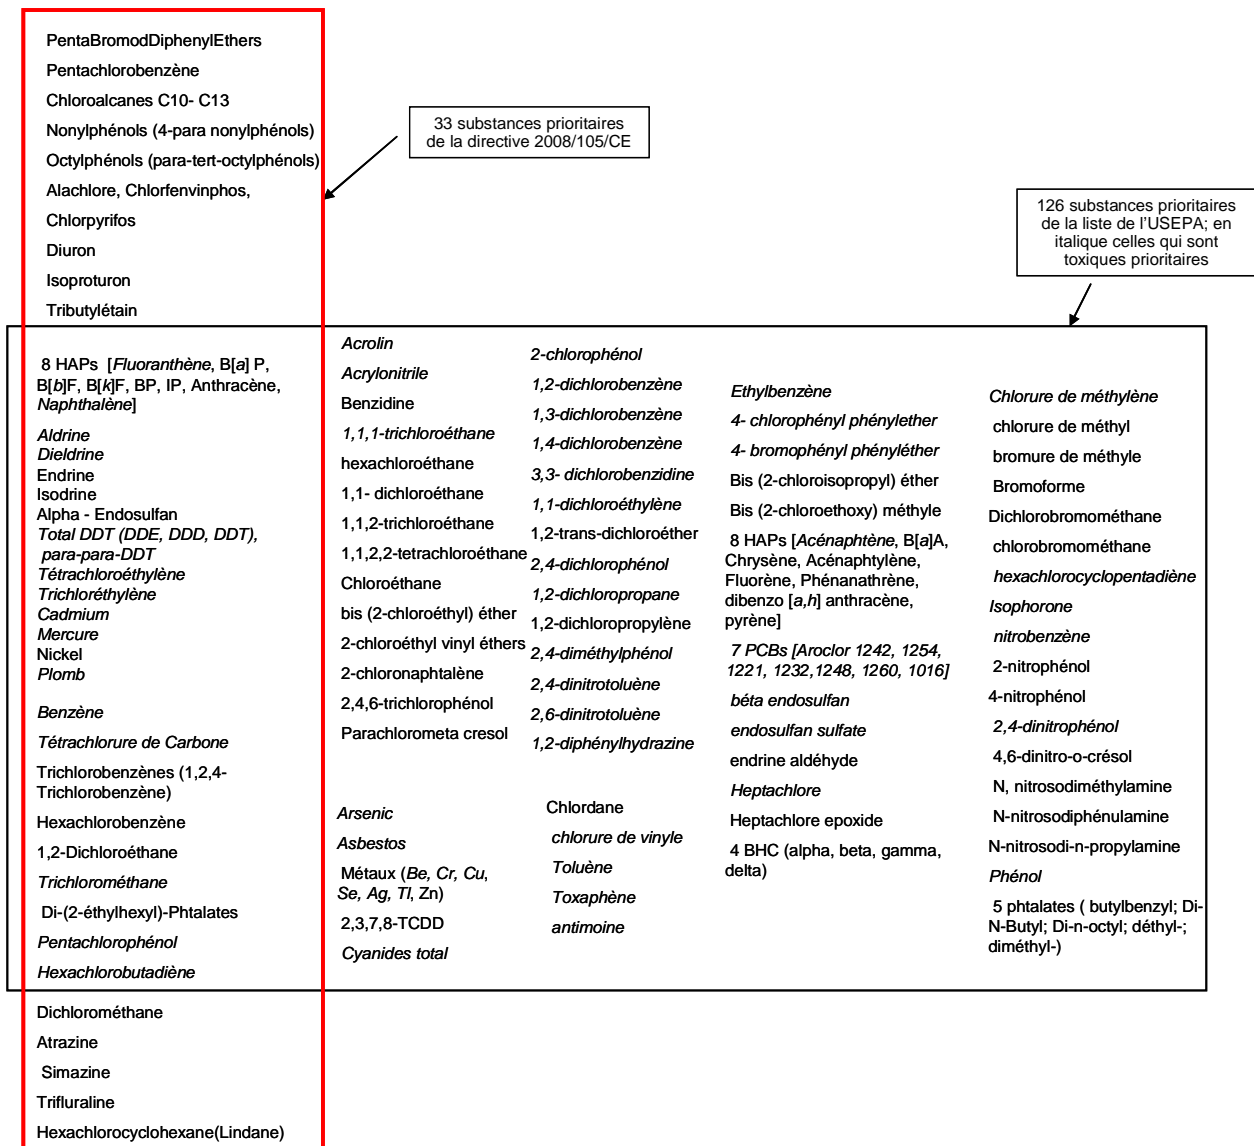 PentaBromodDiphenylEthers
Pentachlorobenzène
Chloroalcanes C10- C13
Nonylphénols (4-para nonylphénols)
Octylphénols (para-tert-octylphénols)
Alachlore, Chlorfenvinphos,
Chlorpyrifos
Diuron
Isoproturon
Tributylétain
33 substances prioritaires
de la directive 2008/105/CE
126 substances prioritaires
de la liste de l'USEPA; en
italique celles qui sont
toxiques prioritaires
8 HAPs [Fluoranthène, B[a] P,
B[b]F, B[k]F, BP, IP, Anthracène,
Naphthalène]
Aldrine
Dieldrine
Endrine
Isodrine
Alpha - Endosulfan
Total DDT (DDE, DDD, DDT),
para-para-DDT
Tétrachloroéthylène
Trichloréthylène
Cadmium
Mercure
Nickel
Plomb
Benzène
Tétrachlorure de Carbone
Trichlorobenzènes (1,2,4-
Trichlorobenzène)
Hexachlorobenzène
1,2-Dichloroéthane
Trichlorométhane
Di-(2-éthylhexyl)-Phtalates
Pentachlorophénol
Hexachlorobutadiène
Dichlorométhane
Atrazine
Simazine
Trifluraline
Hexachlorocyclohexane(Lindane)
Acrolin
Acrylonitrile
Benzidine
1,1,1-trichloroéthane
hexachloroéthane
1,1- dichloroéthane
1,1,2-trichloroéthane
1,1,2,2-tetrachloroéthane
Chloroéthane
bis (2-chloroéthyl) éther
2-chloroéthyl vinyl éthers
2-chloronaphtalène
2,4,6-trichlorophénol
Parachlorometa cresol
Arsenic
Asbestos
Métaux (Be, Cr, Cu,
Se, Ag, Tl, Zn)
2,3,7,8-TCDD
Cyanides total
2-chlorophénol
1,2-dichlorobenzène
1,3-dichlorobenzène
1,4-dichlorobenzène
3,3- dichlorobenzidine
1,1-dichloroéthylène
1,2-trans-dichloroéther
2,4-dichlorophénol
1,2-dichloropropane
1,2-dichloropropylène
2,4-diméthylphénol
2,4-dinitrotoluène
2,6-dinitrotoluène
1,2-diphénylhydrazine
Chlordane
chlorure de vinyle
Toluène
Toxaphène
antimoine
Ethylbenzène
4- chlorophényl phénylether
4- bromophényl phényléther
Bis (2-chloroisopropyl) éther
Bis (2-chloroethoxy) méthyle
8 HAPs [Acénaphtène, B[a]A,
Chrysène, Acénaphtylène,
Fluorène, Phénanathrène,
dibenzo [a,h] anthracène,
pyrène]
7 PCBs [Aroclor 1242, 1254,
1221, 1232,1248, 1260, 1016]
béta endosulfan
endosulfan sulfate
endrine aldéhyde
Heptachlore
Heptachlore epoxide
4 BHC (alpha, beta, gamma,
delta)
Chlorure de méthylène
chlorure de méthyl
bromure de méthyle
Bromoforme
Dichlorobromométhane
chlorobromométhane
hexachlorocyclopentadiène
Isophorone
nitrobenzène
2-nitrophénol
4-nitrophénol
2,4-dinitrophénol
4,6-dinitro-o-crésol
N, nitrosodiméthylamine
N-nitrosodiphénulamine
N-nitrosodi-n-propylamine
Phénol
5 phtalates ( butylbenzyl; Di-
N-Butyl; Di-n-octyl; déthyl-;
diméthyl-)